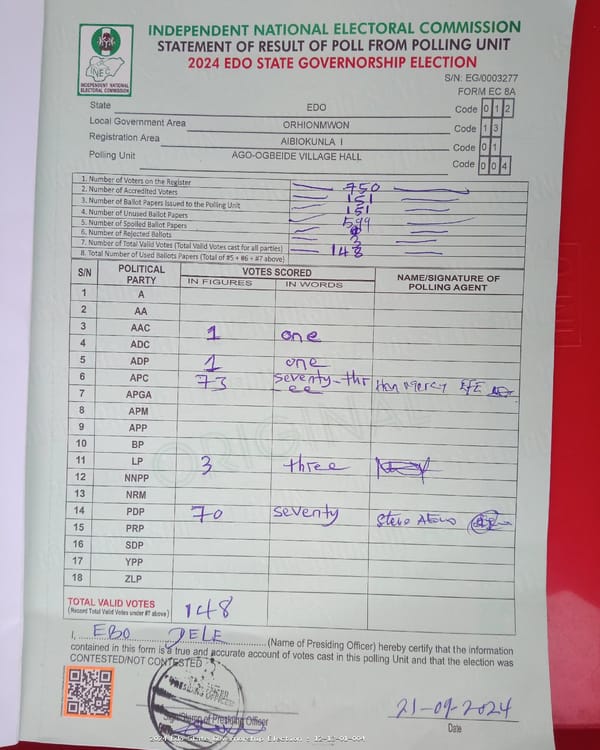 INDEPENDENT NATIONAL ELECTORAL COMMISSION
STATEMENT OF RESULT OF POLL FROM POLLING UNIT
2024 EDO STATE GOVERNORSHIP ELECTION
INEC
INDEPENDENT NATIONAL
ELECTORAL COMMISSION
S/N: EG/0003277
FORM EC 8A
State EDO Code 0 1 2
Local Government Area ORHIONMWON Code 1 3
Registration Area AIBIOKUNLA I Code 0 1
Polling Unit AGO-OGBEIDE VILLAGE HALL Code 0 0 4
1. Number of Voters on the Register 750
2. Number of Accredited Voters 151
3. Number of Ballot Papers Issued to the Polling Unit 151
4. Number of Unused Ballot Papers 599
5. Number of Spoiled Ballot Papers 0
6. Number of Rejected Ballots 3
7. Number of Total Valid Votes (Total Valid Votes cast for all parties) 148
8. Total Number of Used Ballots Papers (Total of #5 + #6 + #7 above)
S/N POLITICAL PARTY VOTES SCORED NAME/SIGNATURE OF POLLING AGENT
IN FIGURES IN WORDS
1 A
2 AA
3 AAC 1 one
4 ADC
5 ADP 1 one
6 APC 73 seventy-thr-ee Hon Mercy EFE
7 APGA
8 APM
9 APP
10 BP
11 LP 3 three
12 NNPP
13 NRM
14 PDP 70 seventy
15 PRP
16 SDP
17 YPP
18 ZLP
ORIGINAL
TOTAL VALID VOTES 148
(Record Total Valid Votes under #7 above)
I, EBO DELE (Name of Presiding Officer) hereby certify that the information
contained in this form is a true and accurate account of votes cast in this polling Unit and that the election was
CONTESTED/NOT CONTESTED
PRESIDING OFFICER
Sign/Stamp of Presiding Officer
21-09-2024
Date
2024 Edo State Governorship Election : 12-13-01-004